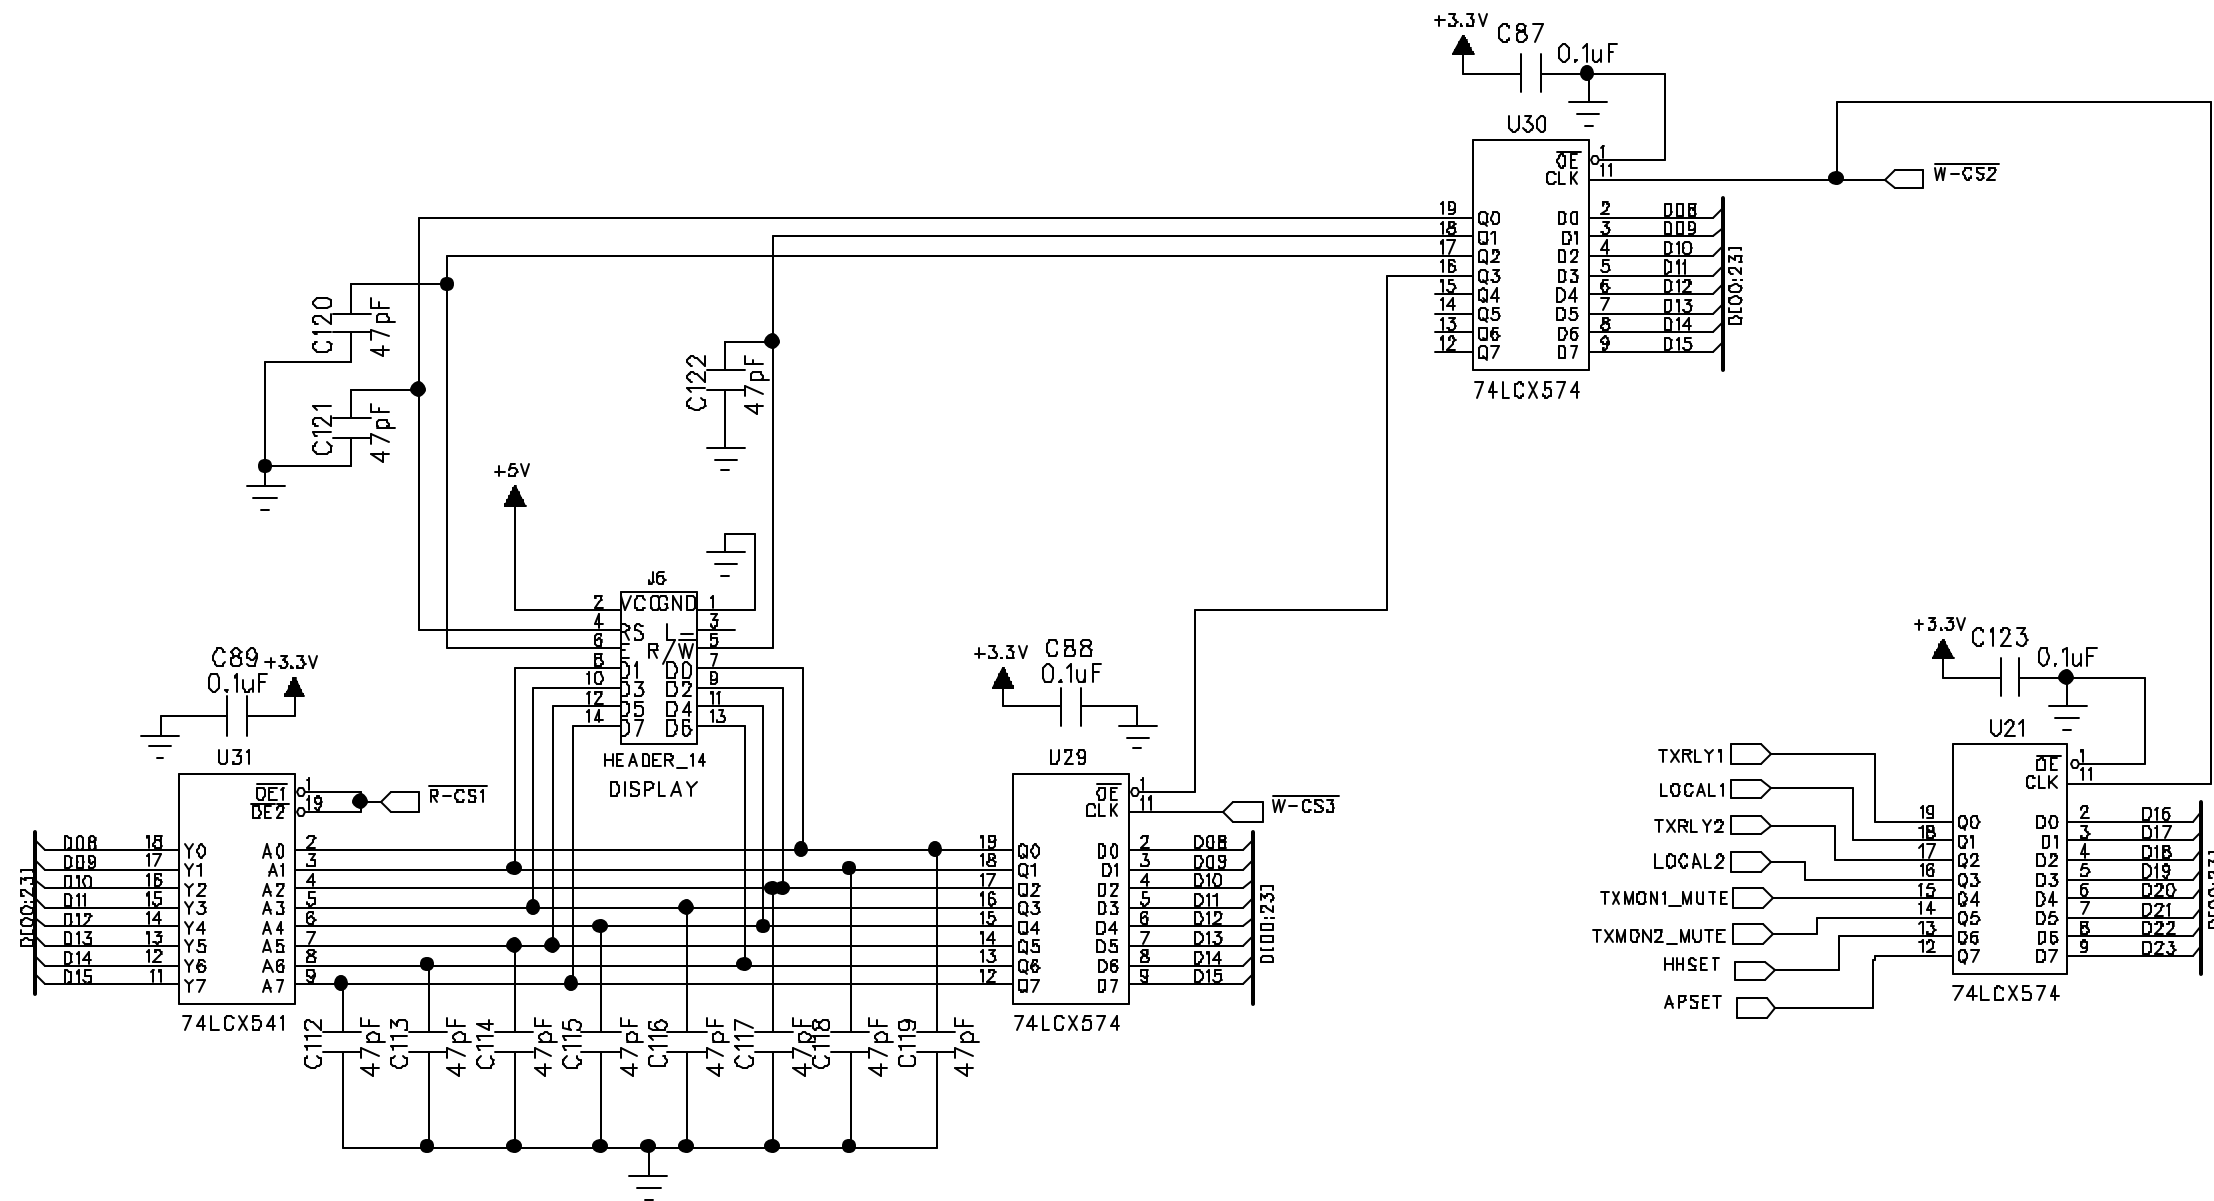 +3.3V
C87
0.1uF
U30
OE
1
CLK
11
W-CS2
19 Q0 D0 2 D08
18 Q1 D1 3 D09
17 Q2 D2 4 D10
16 Q3 D3 5 D11
15 Q4 D4 6 D12
14 Q5 D5 7 D13
13 Q6 D6 8 D14
12 Q7 D7 9 D15
D[00:23]
74LCX574
C120
47pF
C121
47pF
C122
47pF
+5V
J6
2 VCC GND 1
4 RS L 3
6 E R/W 5
8 D1 D0 7
10 D3 D2 9
12 D5 D4 11
14 D7 D6 13
HEADER_14
DISPLAY
C89
+3.3V
0.1uF
U31
OE1 1
OE2 19
R-CS1
D08 18 Y0 A0 2
D09 17 Y1 A1 3
D10 16 Y2 A2 4
D11 15 Y3 A3 5
D12 14 Y4 A4 6
D13 13 Y5 A5 7
D14 12 Y6 A6 8
D15 11 Y7 A7 9
D[00:23]
74LCX541
C112
47pF
C113
47pF
C114
47pF
C115
47pF
C116
47pF
C117
47pF
C118
47pF
C119
47pF
+3.3V
C88
0.1uF
U29
OE
1
CLK
11
W-CS3
19 Q0 D0 2 D08
18 Q1 D1 3 D09
17 Q2 D2 4 D10
16 Q3 D3 5 D11
15 Q4 D4 6 D12
14 Q5 D5 7 D13
13 Q6 D6 8 D14
12 Q7 D7 9 D15
D[00:23]
74LCX574
+3.3V
C123
0.1uF
U21
OE
1
CLK
11
TXRLY1
LOCAL1
TXRLY2
LOCAL2
TXMON1_MUTE
TXMON2_MUTE
HHSET
APSET
19 Q0 D0 2 D16
18 Q1 D1 3 D17
17 Q2 D2 4 D18
16 Q3 D3 5 D19
15 Q4 D4 6 D20
14 Q5 D5 7 D21
13 Q6 D6 8 D22
12 Q7 D7 9 D23
74LCX574